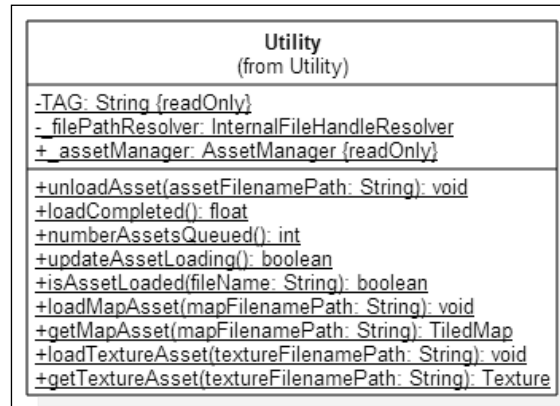 Utility
(from Utility)
-TAG: String {readOnly}
-_filePathResolver: InternalFileHandleResolver
+_assetManager: AssetManager {readOnly}
+unloadAsset(assetFilenamePath: String): void
+loadCompleted(): float
+numberAssetsQueued(): int
+updateAssetLoading(): boolean
+isAssetLoaded(fileName: String): boolean
+loadMapAsset(mapFilenamePath: String): void
+getMapAsset(mapFilenamePath: String): TiledMap
+loadTextureAsset(textureFilenamePath: String): void
+getTextureAsset(textureFilenamePath: String): Texture